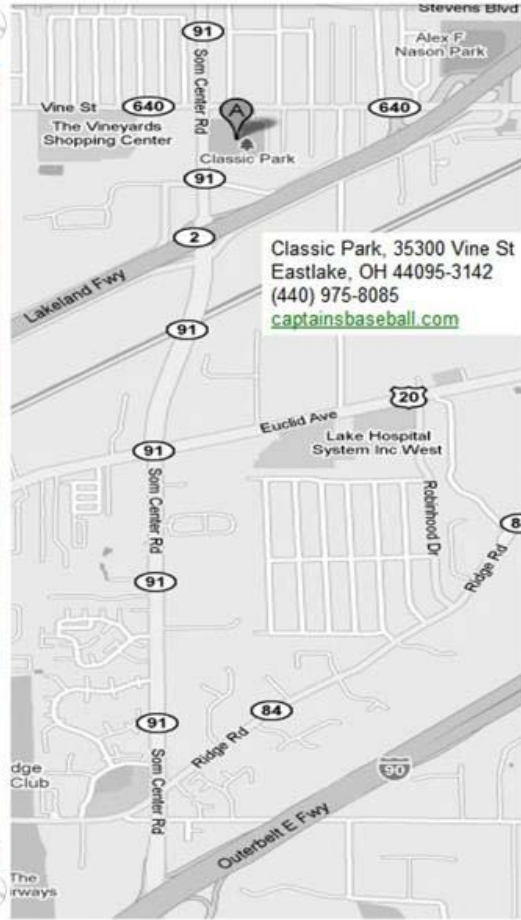 Stevens Blvd
91
Alex F
Nason Park
Som Center Rd
Vine St
640
A
640
The Vineyards
Shopping Center
Classic Park
91
2
Classic Park, 35300 Vine St
Eastlake, OH 44095-3142
(440) 975-8085
captainsbaseball.com
Lakeland Fwy
91
20
Euclid Ave
Lake Hospital
System Inc West
91
Som Center Rd
Robinhood Dr
8
Ridge Rd
91
84
91
Ridge Rd
Som Center Rd
90
dge
Club
Outerbelt E Fwy
The
irways